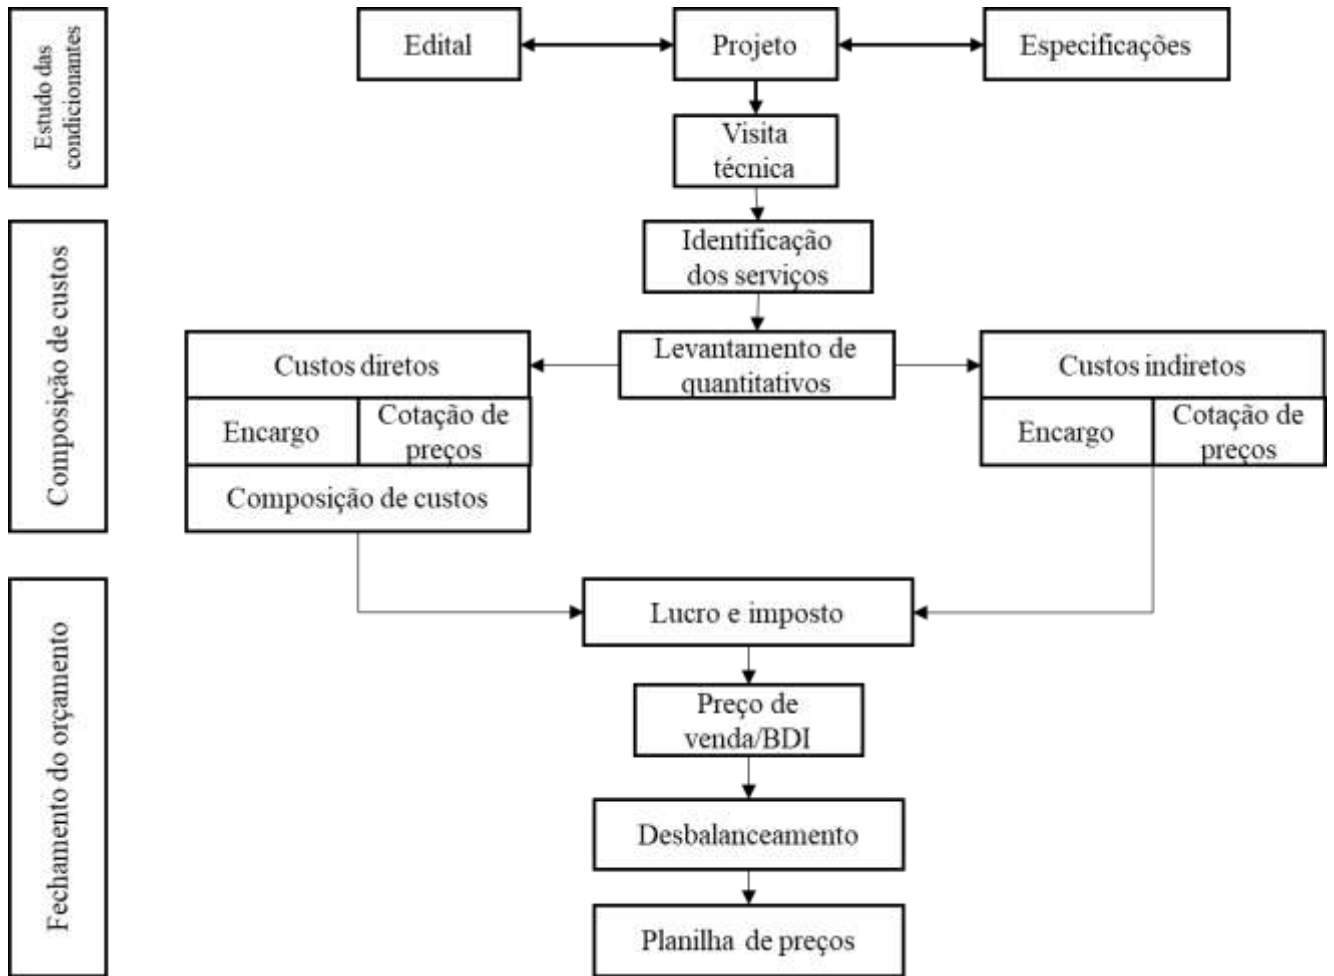 Estudo das
condicionantes
Edital
Projeto
Especificações
Visita
técnica
Composição de custos
Identificação
dos serviços
Levantamento de
quantitativos
Custos diretos
Encargo
Cotação de
preços
Composição de custos
Custos indiretos
Encargo
Cotação de
preços
Fechamento do orçamento
Lucro e imposto
Preço de
venda/BDI
Desbalanceamento
Planilha de preços